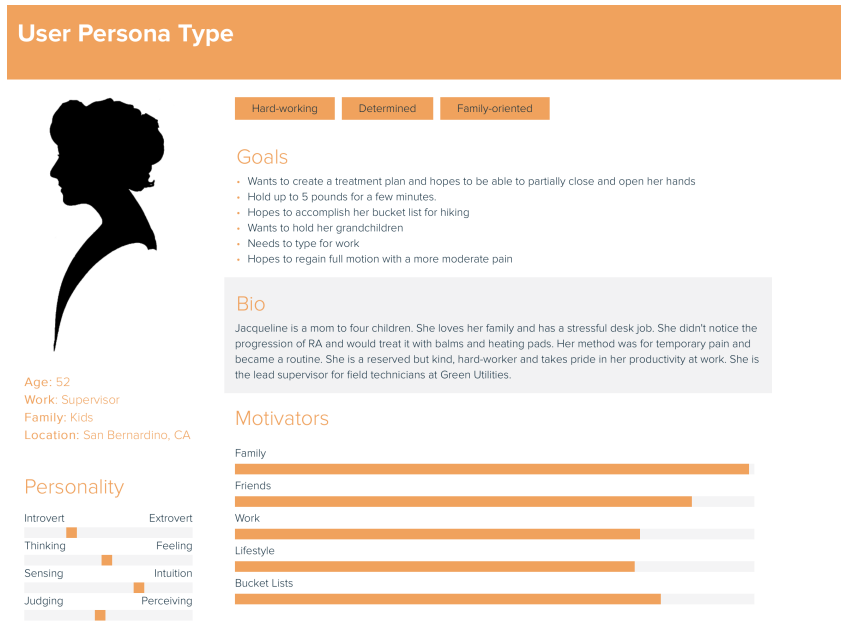 User Persona Type
Hard-working
Determined
Family-oriented
Goals
• Wants to create a treatment plan and hopes to be able to partially close and open her hands
• Hold up to 5 pounds for a few minutes.
• Hopes to accomplish her bucket list for hiking
• Wants to hold her grandchildren
• Needs to type for work
• Hopes to regain full motion with a more moderate pain
Bio
Jacqueline is a mom to four children. She loves her family and has a stressful desk job. She didn't notice the
progression of RA and would treat it with balms and heating pads. Her method was for temporary pain and
became a routine. She is a reserved but kind, hard-worker and takes pride in her productivity at work. She is
the lead supervisor for field technicians at Green Utilities.
Age: 52
Work: Supervisor
Family: Kids
Location: San Bernardino, CA
Personality
Introvert Extrovert
Thinking Feeling
Sensing Intuition
Judging Perceiving
Motivators
Family
Friends
Work
Lifestyle
Bucket Lists